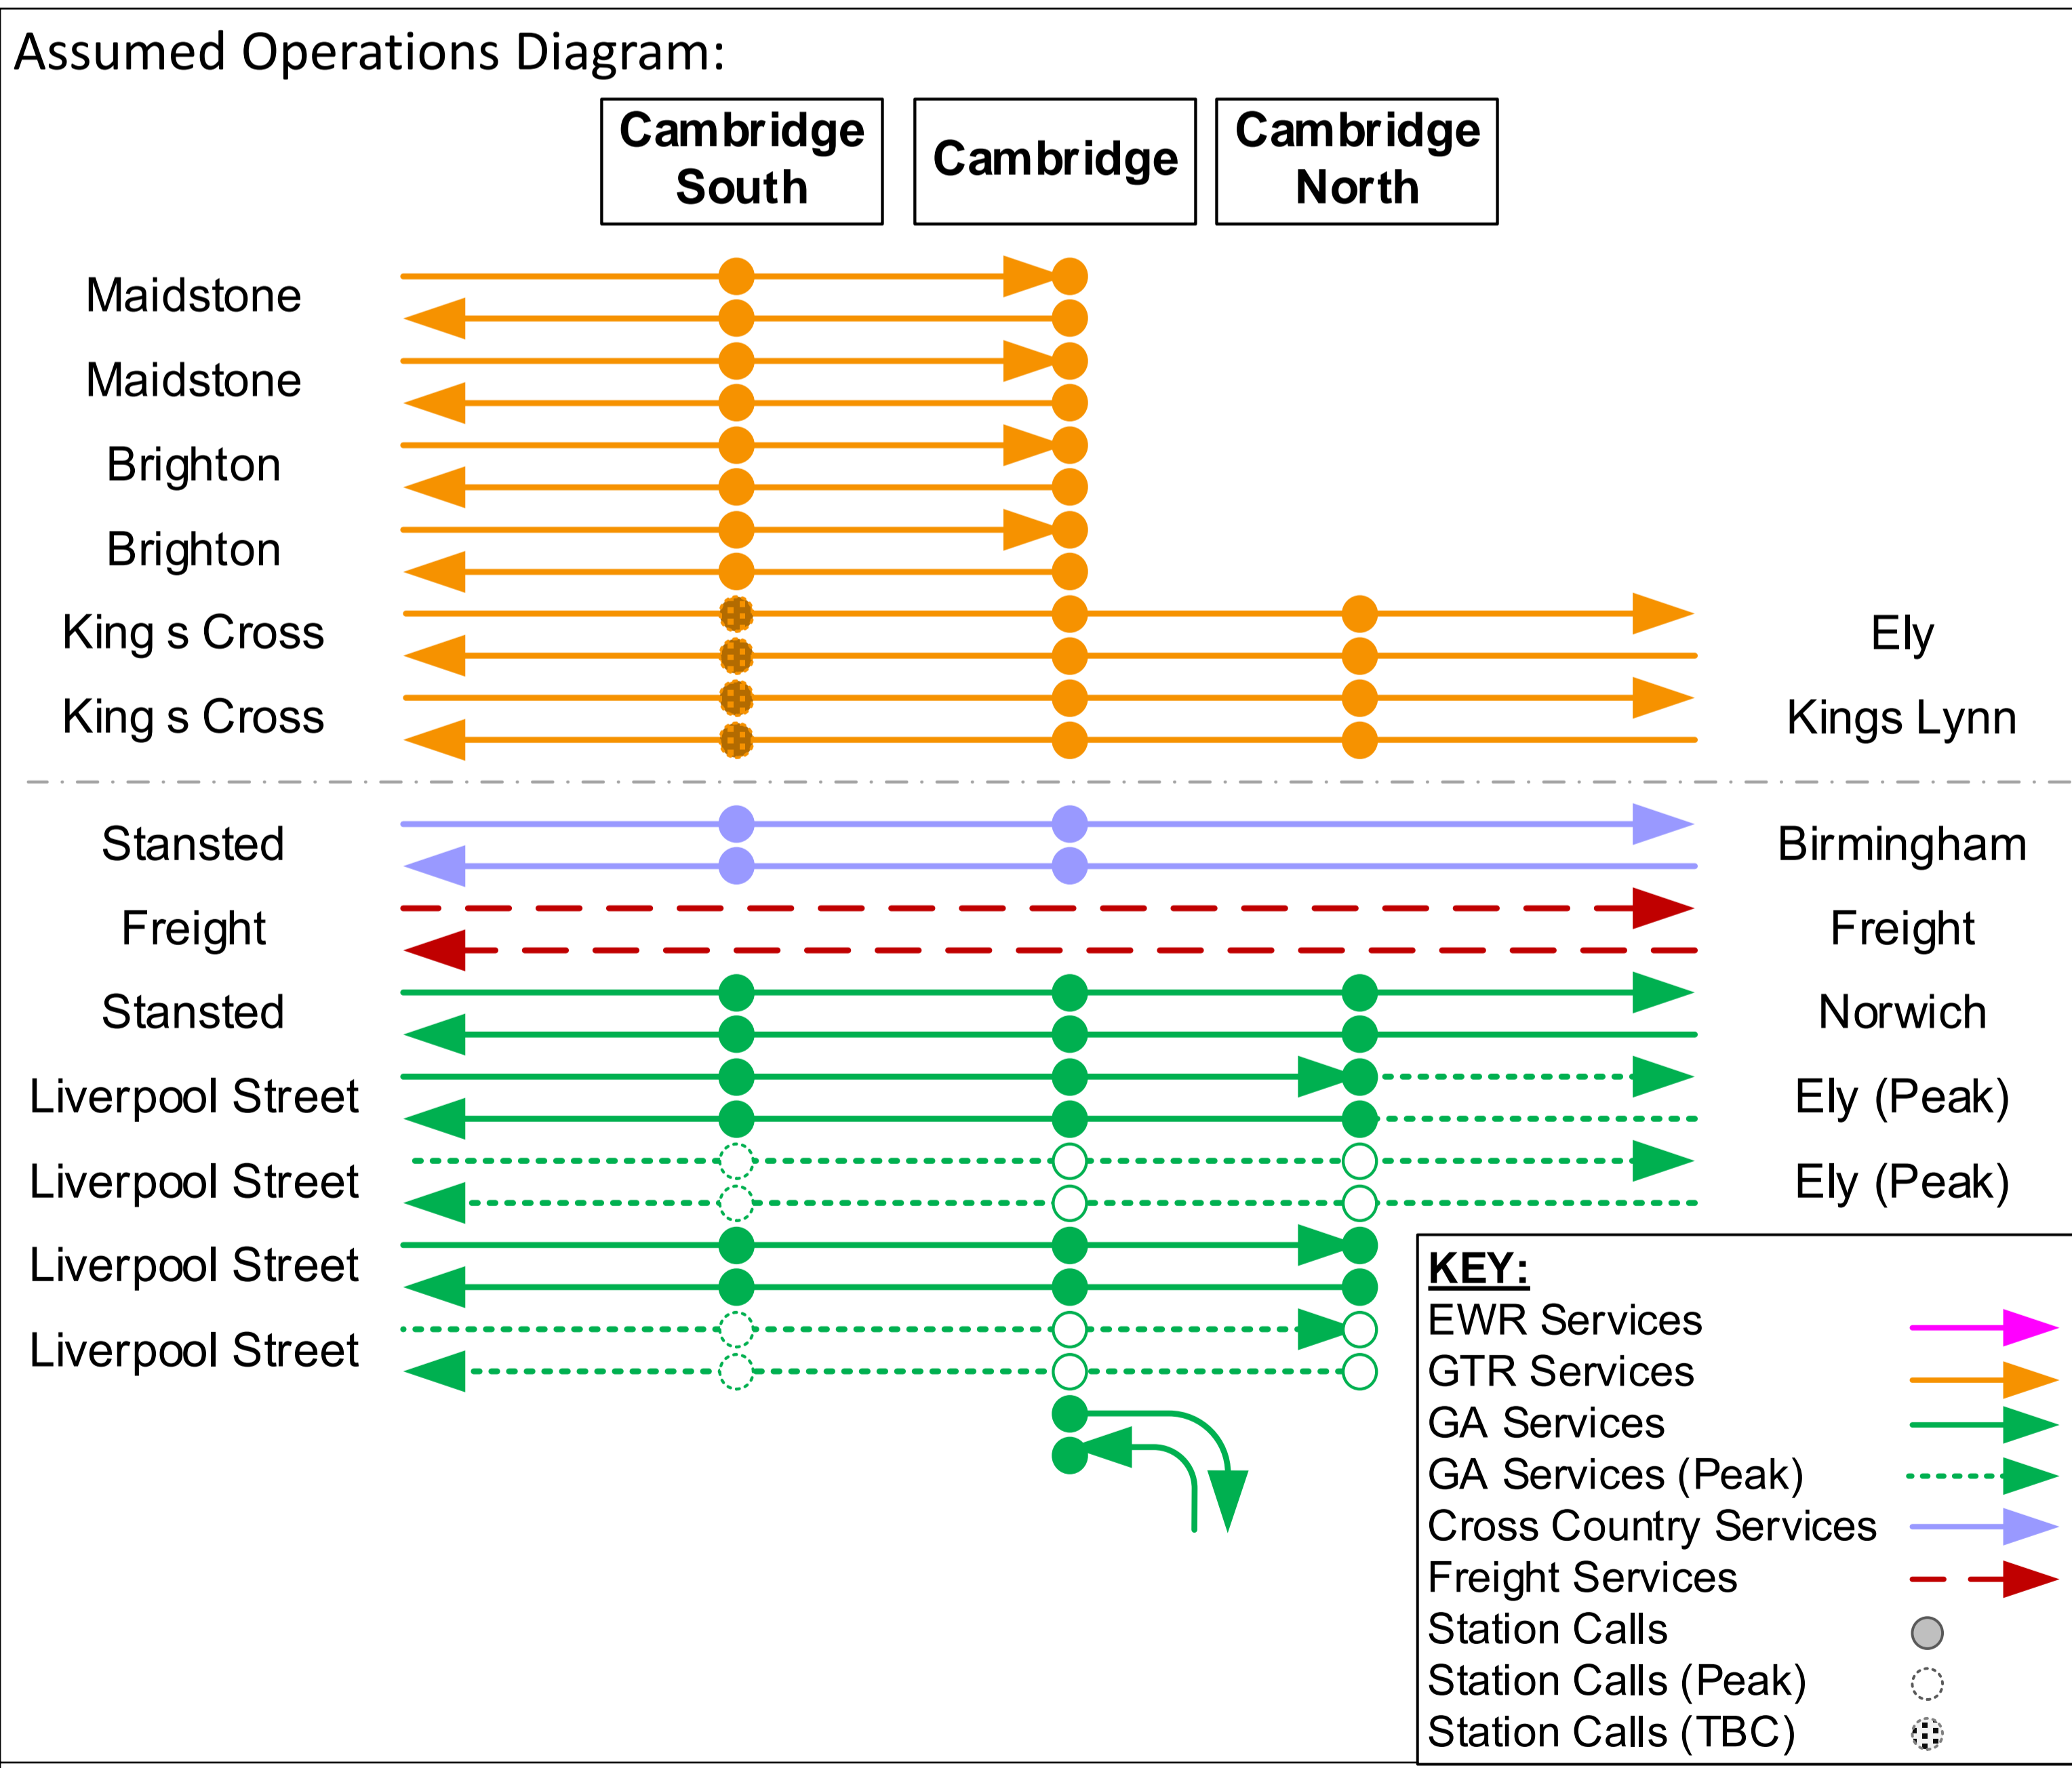 Assumed Operations Diagram:
Cambridge
South
Cambridge
Cambridge
North
Maidstone
Maidstone
Brighton
Brighton
King s Cross
Ely
King s Cross
Kings Lynn
Stansted
Birmingham
Freight
Freight
Stansted
Norwich
Liverpool Street
Ely (Peak)
Liverpool Street
Ely (Peak)
Liverpool Street
Liverpool Street
KEY:
EWR Services
GTR Services
GA Services
GA Services (Peak)
Cross Country Services
Freight Services
Station Calls
Station Calls (Peak)
Station Calls (TBC)